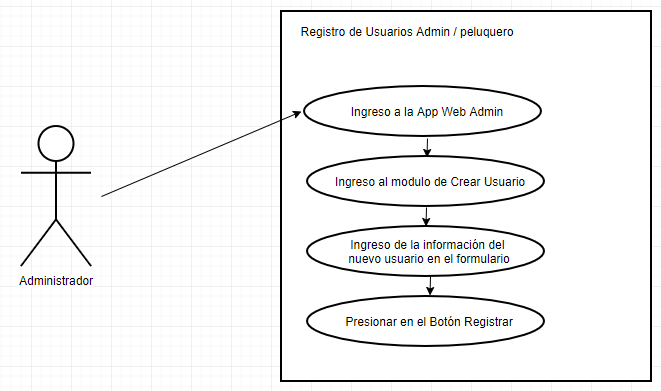 Registro de Usuarios Admin / peluquero
Ingreso a la App Web Admin
Ingreso al modulo de Crear Usuario
Ingreso de la información del
nuevo usuario en el formulario
Presionar en el Botón Registrar
Administrador